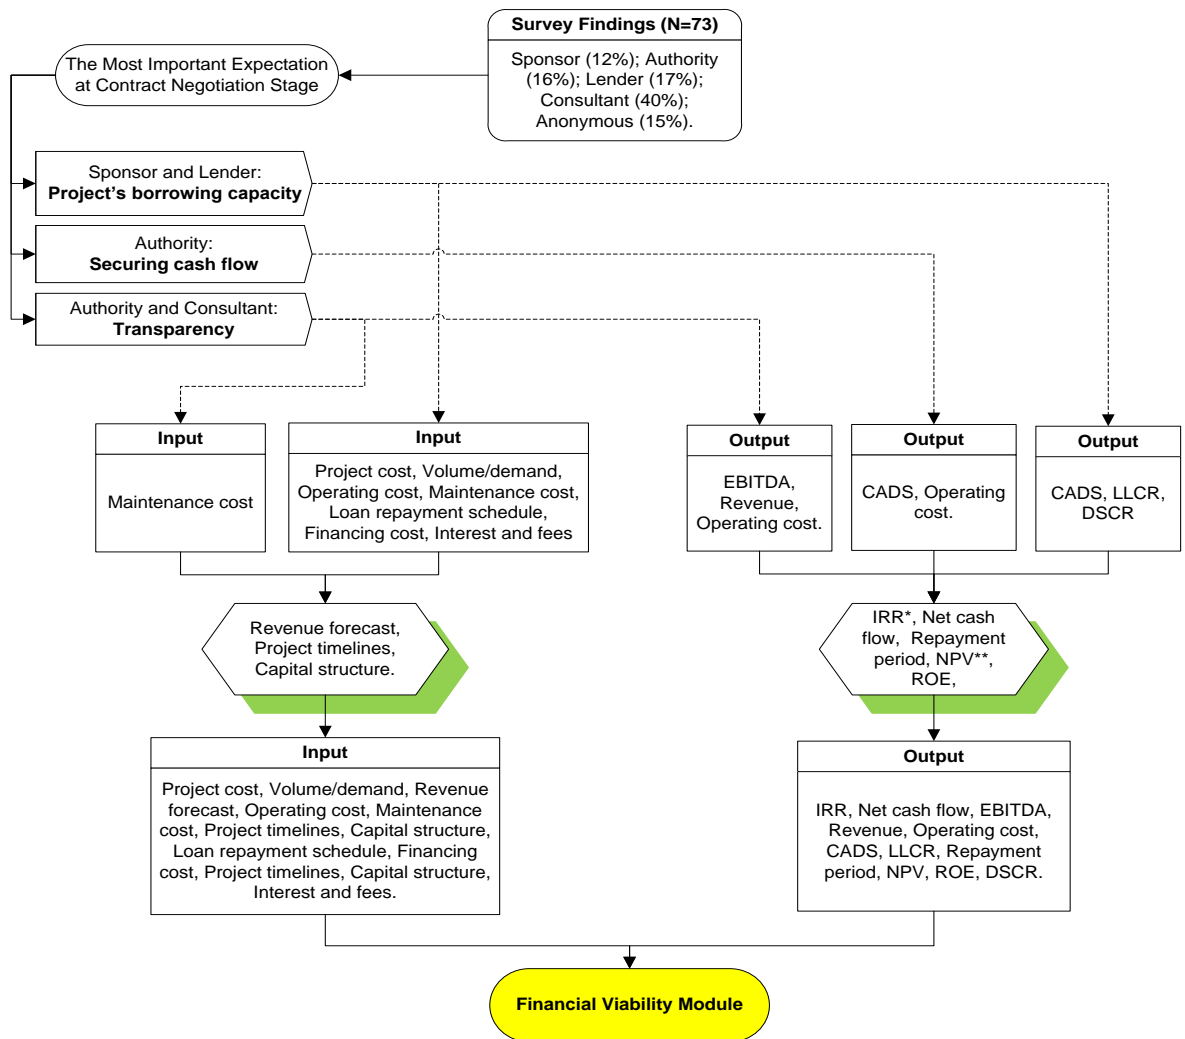 Survey Findings (N=73)
Sponsor (12%); Authority
(16%); Lender (17%);
Consultant (40%);
Anonymous (15%).
The Most Important Expectation
at Contract Negotiation Stage
Sponsor and Lender:
Project's borrowing capacity
Authority:
Securing cash flow
Authority and Consultant:
Transparency
Input
Maintenance cost
Input
Project cost, Volume/demand,
Operating cost, Maintenance cost,
Loan repayment schedule,
Financing cost, Interest and fees
Output
EBITDA,
Revenue,
Operating cost.
Output
CADS, Operating
cost.
Output
CADS, LLCR,
DSCR
Revenue forecast,
Project timelines,
Capital structure.
IRR*, Net cash
flow,  Repayment
period, NPV**,
ROE,
Input
Project cost, Volume/demand, Revenue
forecast, Operating cost, Maintenance
cost, Project timelines, Capital structure,
Loan repayment schedule, Financing
cost, Project timelines, Capital structure,
Interest and fees.
Output
IRR, Net cash flow, EBITDA,
Revenue, Operating cost,
CADS, LLCR, Repayment
period, NPV, ROE, DSCR.
Financial Viability Module